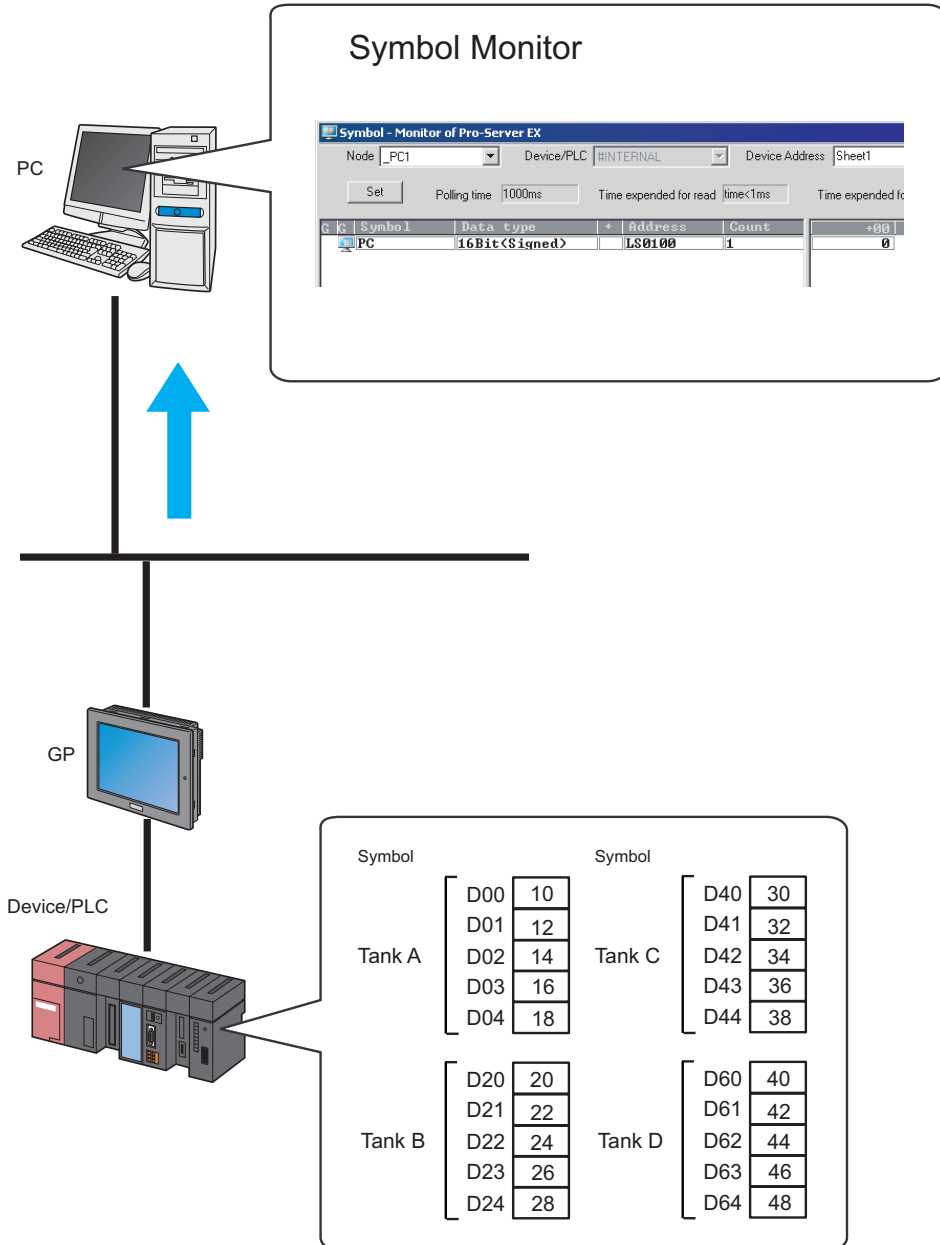 Symbol Monitor
Symbol - Monitor of Pro-Server EX
Node _PC1 Device/PLC #INTERNAL Device Address Sheet1
Set Polling time 1000ms Time expended for read time<1ms Time expended fo
G G Symbol Data type + Address Count +00
PC 16Bit(Signed) LS0100 1 0
PC
GP
Device/PLC
Symbol Symbol
D00 10 D40 30
D01 12 D41 32
Tank A D02 14 Tank C D42 34
D03 16 D43 36
D04 18 D44 38
D20 20 D60 40
D21 22 D61 42
Tank B D22 24 Tank D D62 44
D23 26 D63 46
D24 28 D64 48